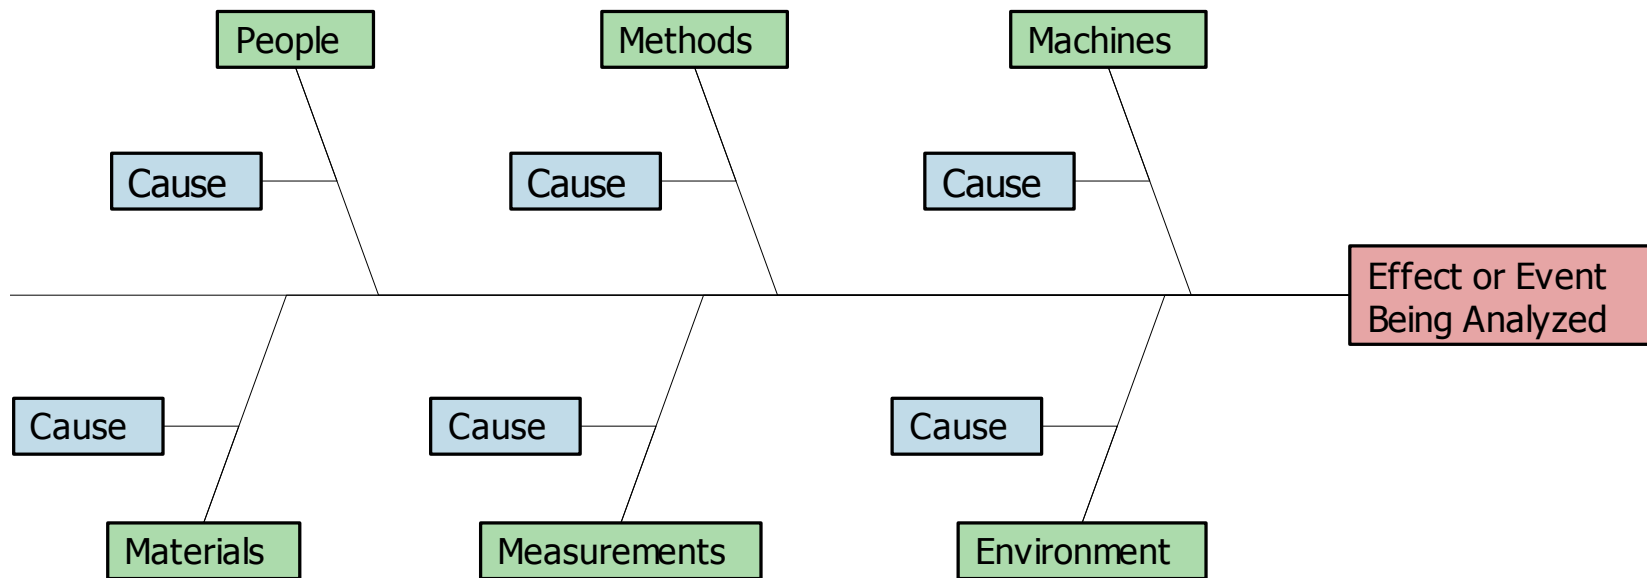 People
Methods
Machines
Cause
Cause
Cause
Effect or Event
Being Analyzed
Cause
Cause
Cause
Materials
Measurements
Environment